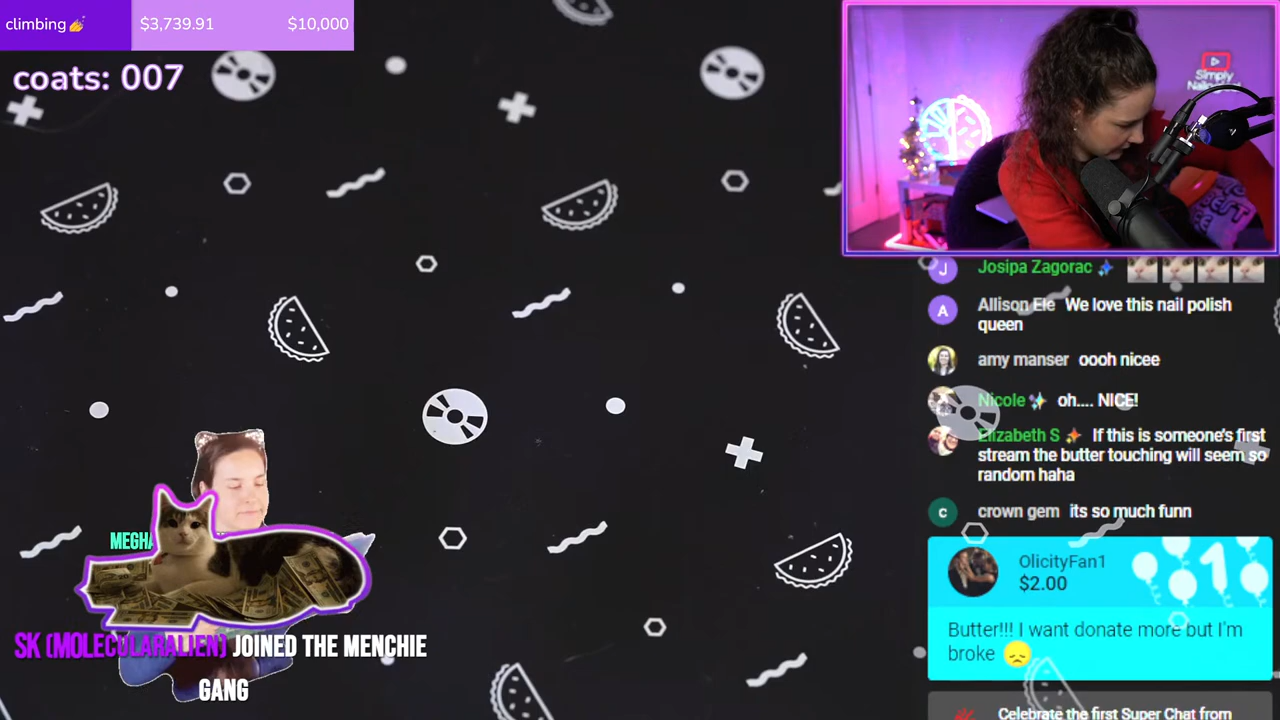 climbing💅 $3,739.91 $10,000
coats: 007
Simply
Josipa Zagorac
Allison Ele We love this nail polish
queen
amy manser oooh nicee
Nicole oh.... NICE!
Elizabeth S If this is someone's first
stream the butter touching will seem so
random haha
crown gem its so much funn
OlicityFan1
$2.00
Butter!!! I want donate more but I'm
broke 😞
Celebrate the first Super Chat from
MEGHA
SK (MOLECULARALIEN) JOINED THE MENCHIE
GANG